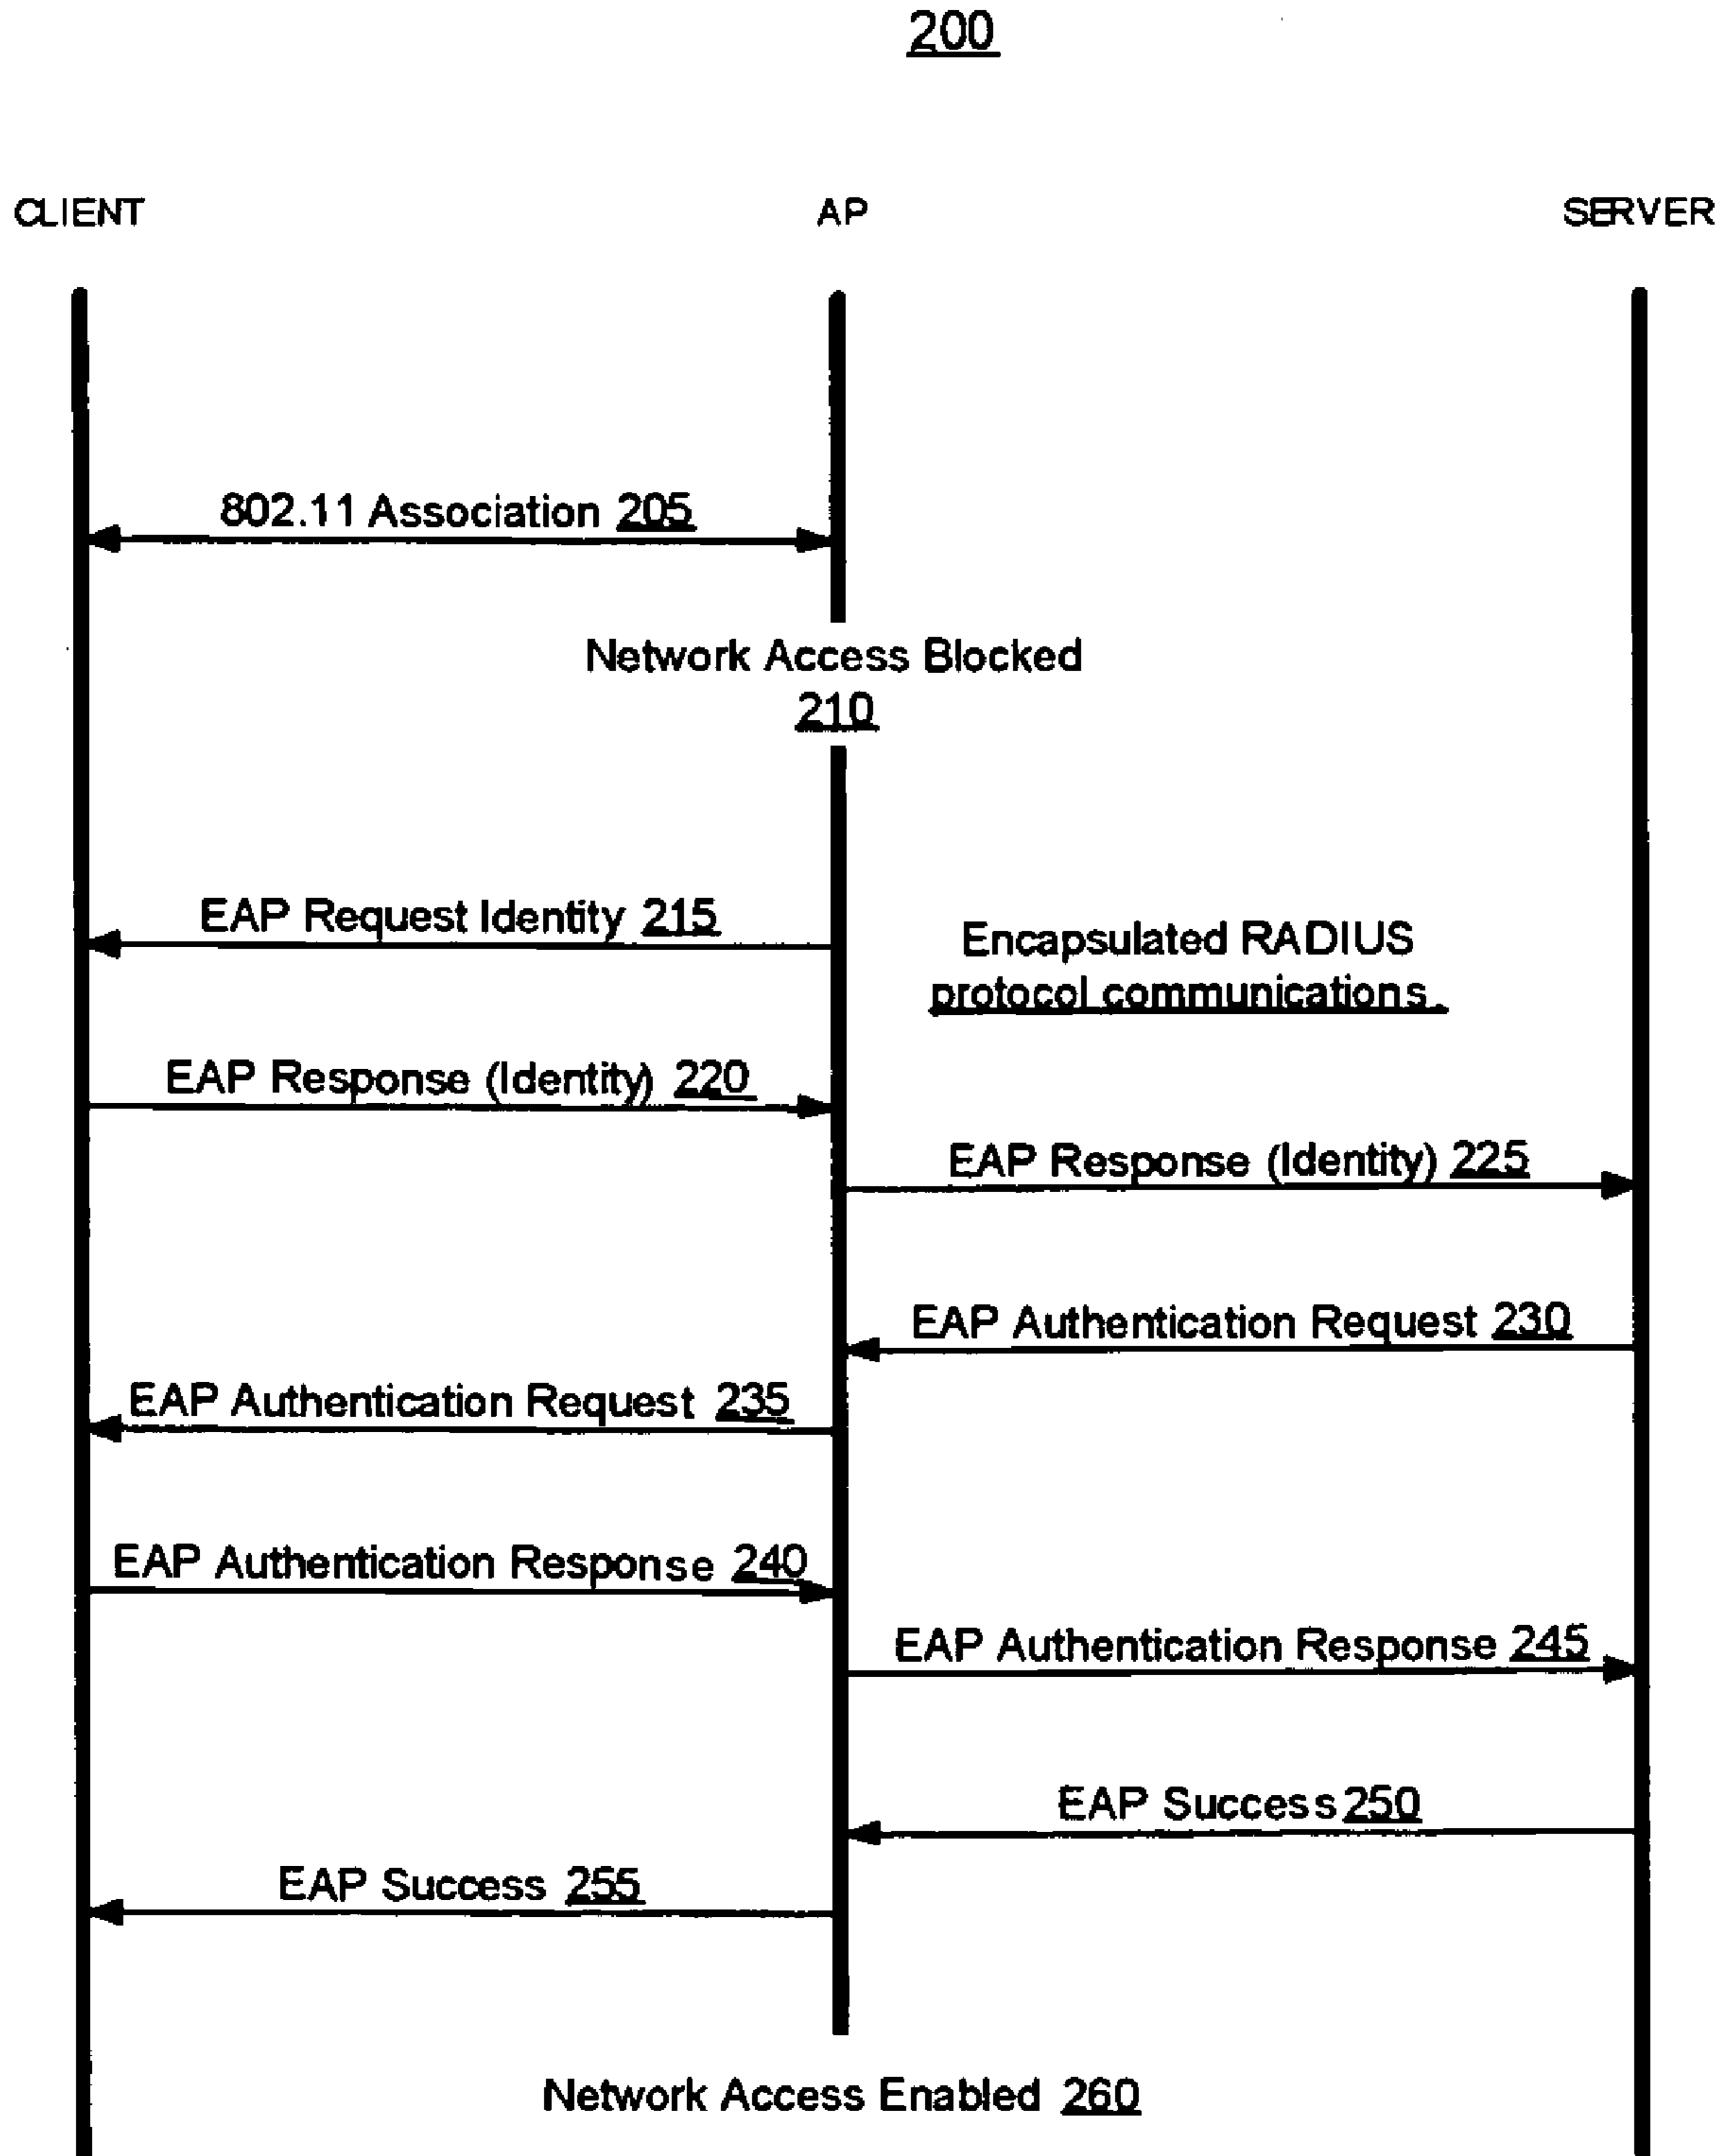 200
CLIENT AP SERVER
802.11 Association 205
Network Access Blocked
210
EAP Request Identity 215
Encapsulated RADIUS
protocol communications.
EAP Response (Identity) 220
EAP Response (Identity) 225
EAP Authentication Request 230
EAP Authentication Request 235
EAP Authentication Response 240
EAP Authentication Response 245
EAP Success 250
EAP Success 255
Network Access Enabled 260